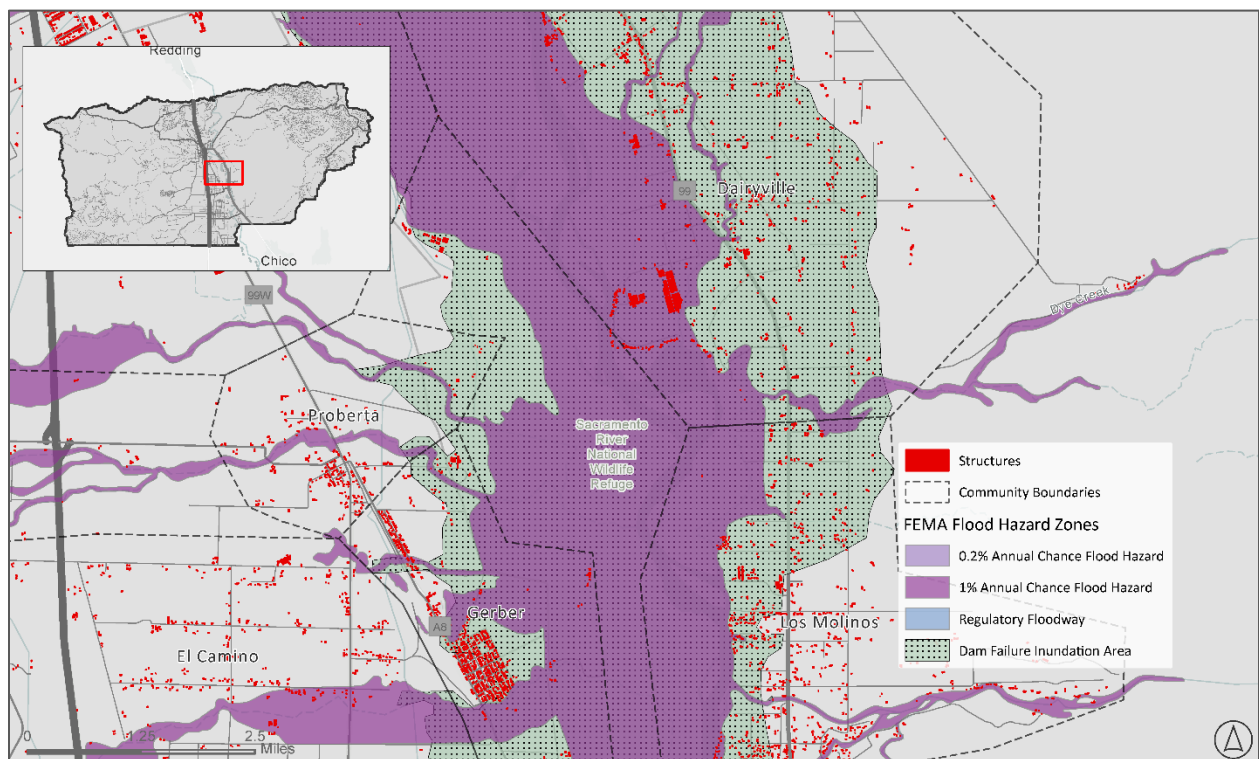 Redding
Chico
99W
99
Dairyville
Dye Creek
Proberta
Sacramento
River
National
Wildlife
Refuge
Gerber
A8
El Camino
Los Molinos
Structures
Community Boundaries
FEMA Flood Hazard Zones
0.2% Annual Chance Flood Hazard
1% Annual Chance Flood Hazard
Regulatory Floodway
Dam Failure Inundation Area
0 1.25 2.5
Miles